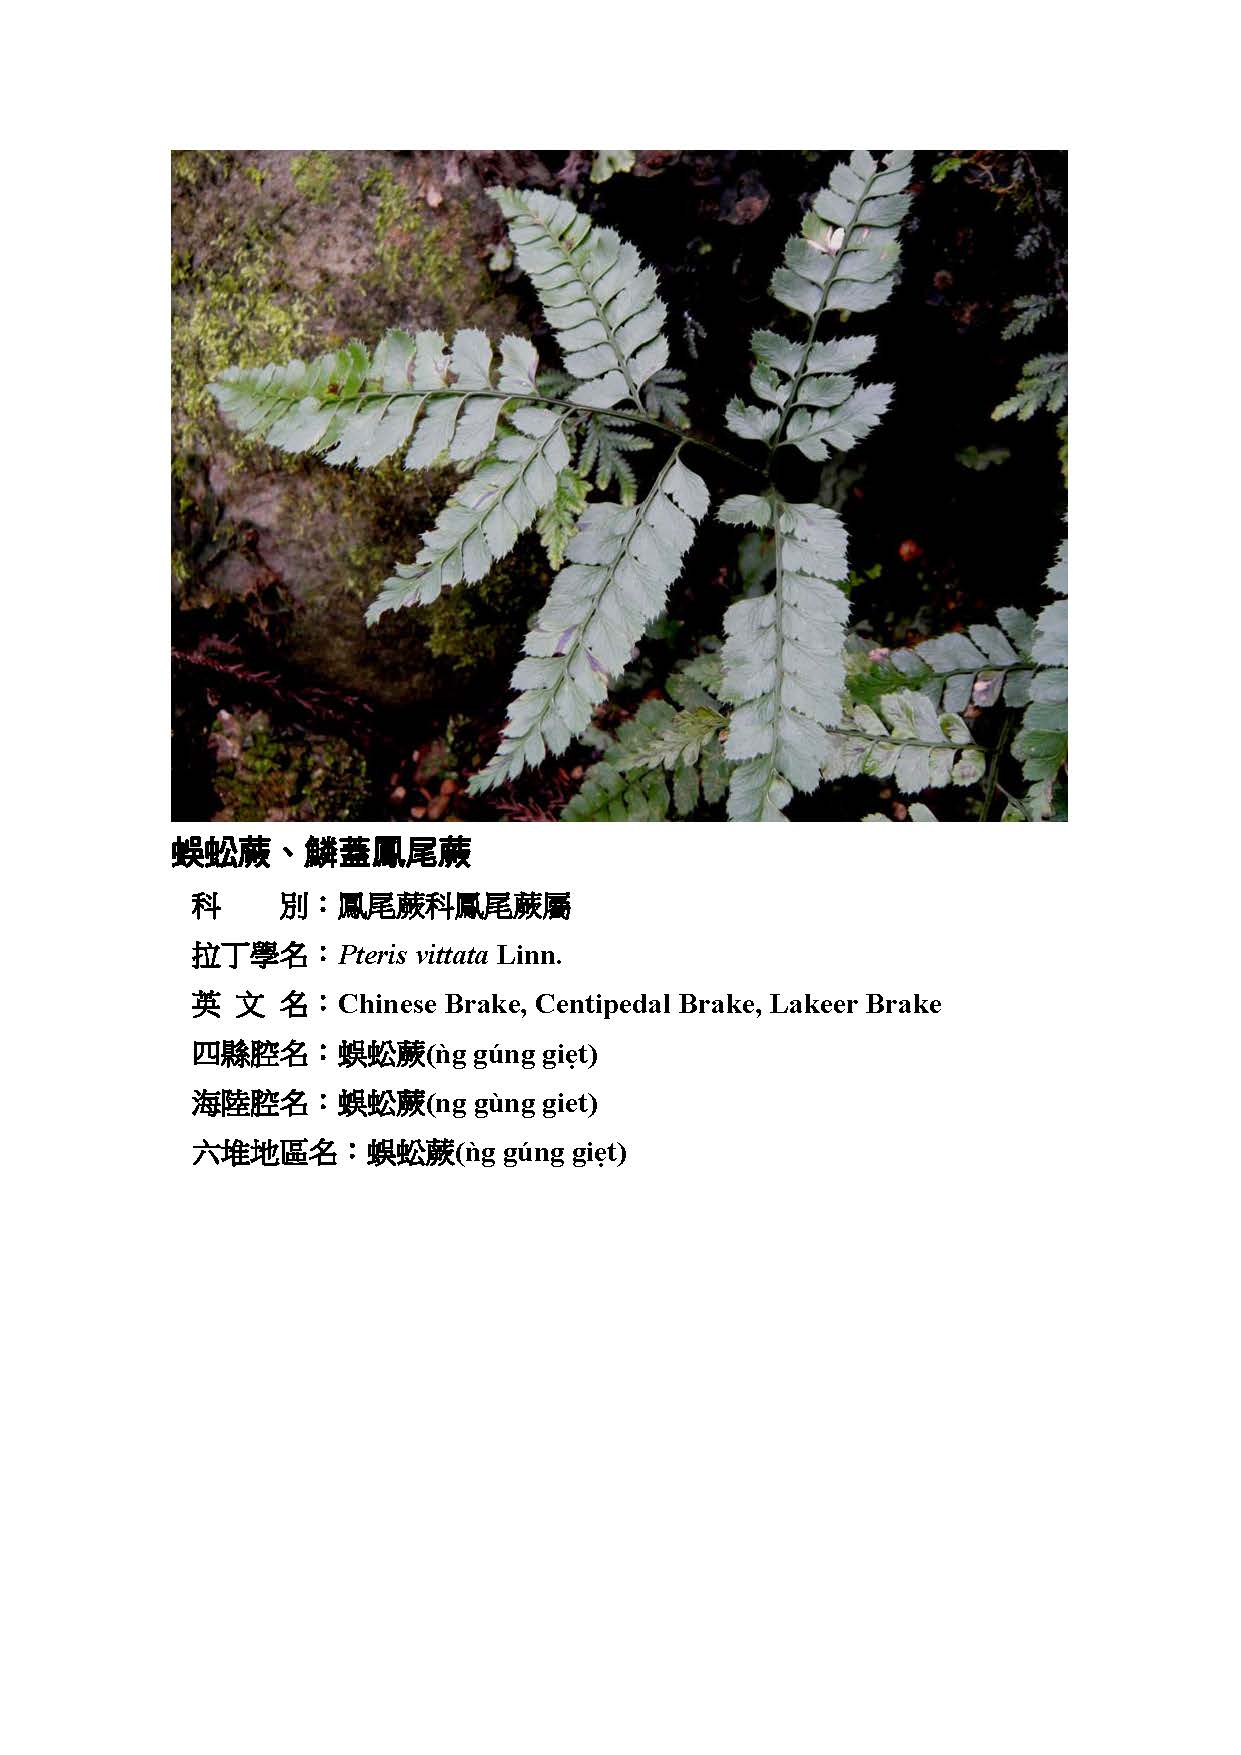 蜈蚣蕨、鱗蓋鳳尾蕨
科　　別：鳳尾蕨科鳳尾蕨屬
拉丁學名：Pteris vittata Linn.
英 文 名：Chinese Brake, Centipedal Brake, Lakeer Brake
四縣腔名：蜈蚣蕨(ǹg gúng giẹt)
海陸腔名：蜈蚣蕨(ng gùng giet)
六堆地區名：蜈蚣蕨(ǹg gúng giẹt)